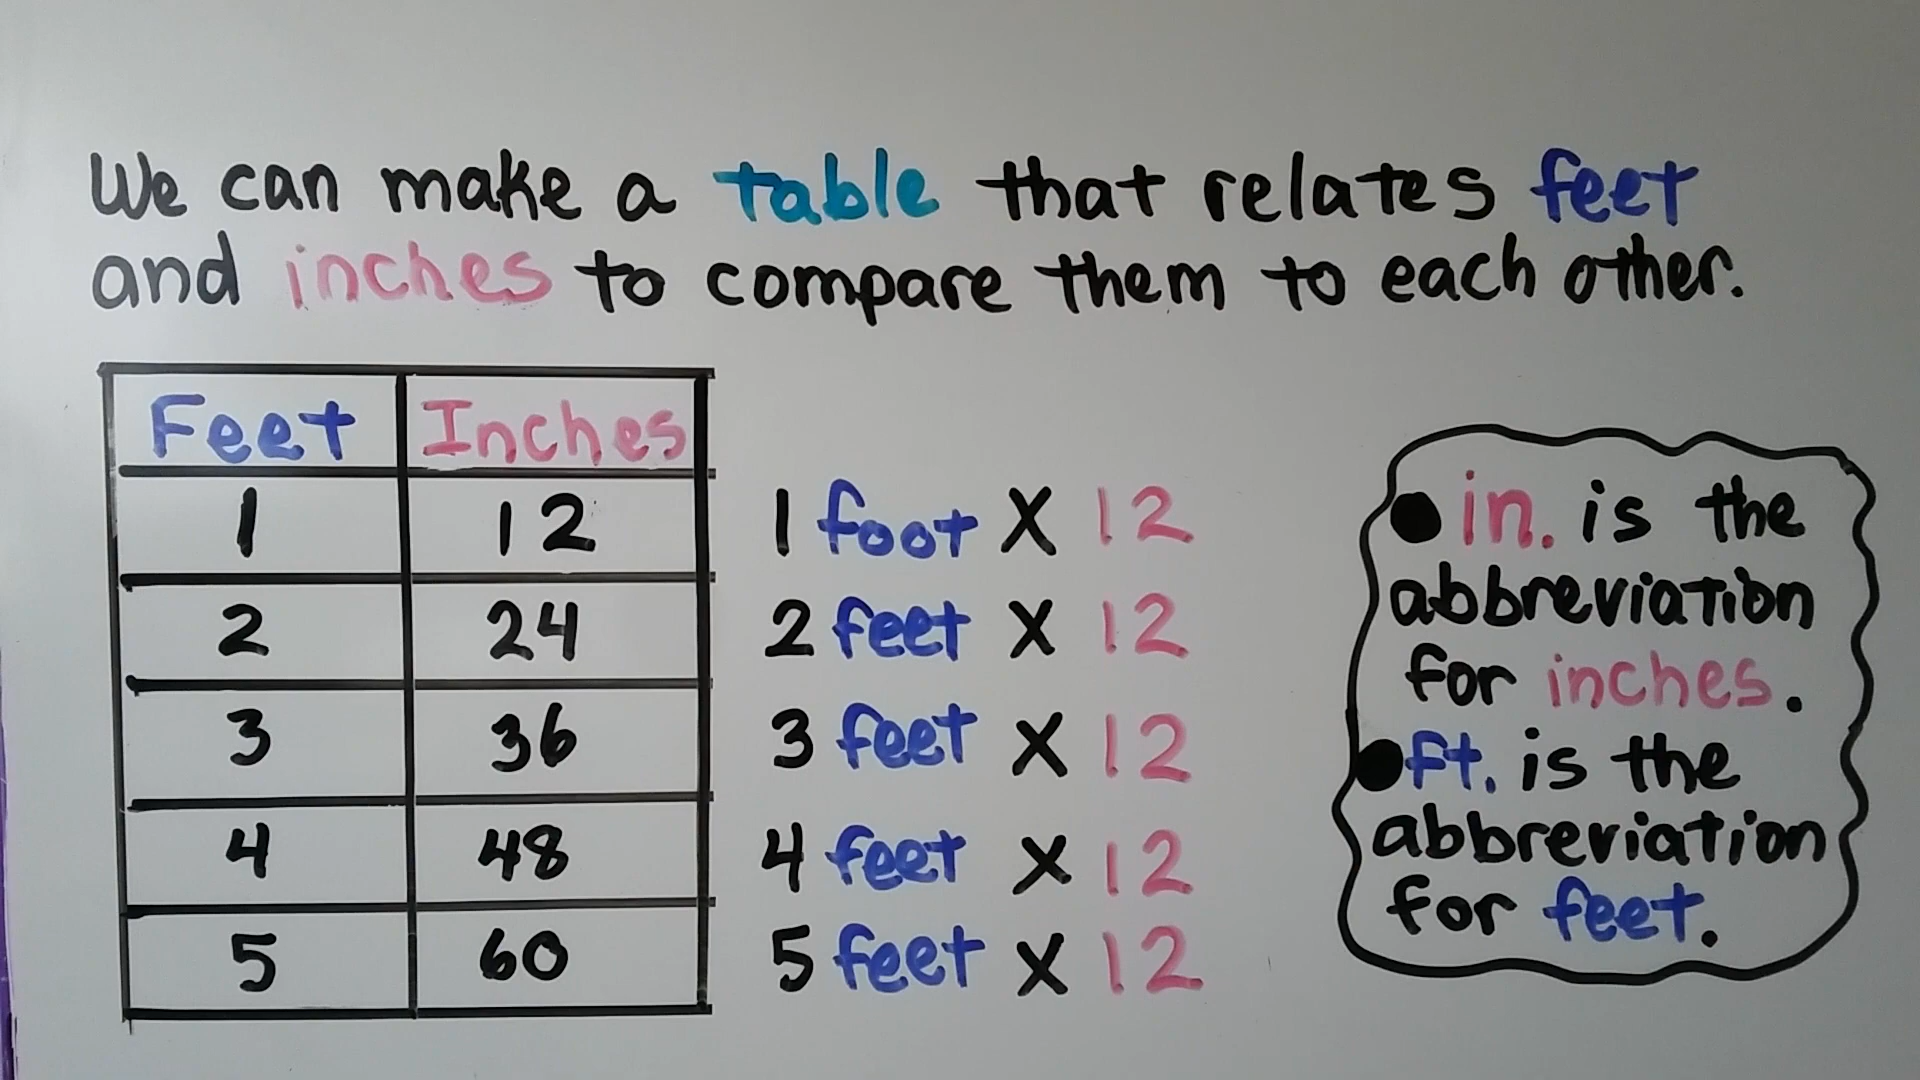 We can make a table that relates feet
and inches to compare them to each other.
Feet Inches
1 12 1 foot X 12
2 24 2 feet X 12
3 36 3 feet X 12
4 48 4 feet X 12
5 60 5 feet X 12
• in. is the
abbreviation
for inches.
• ft. is the
abbreviation
for feet.